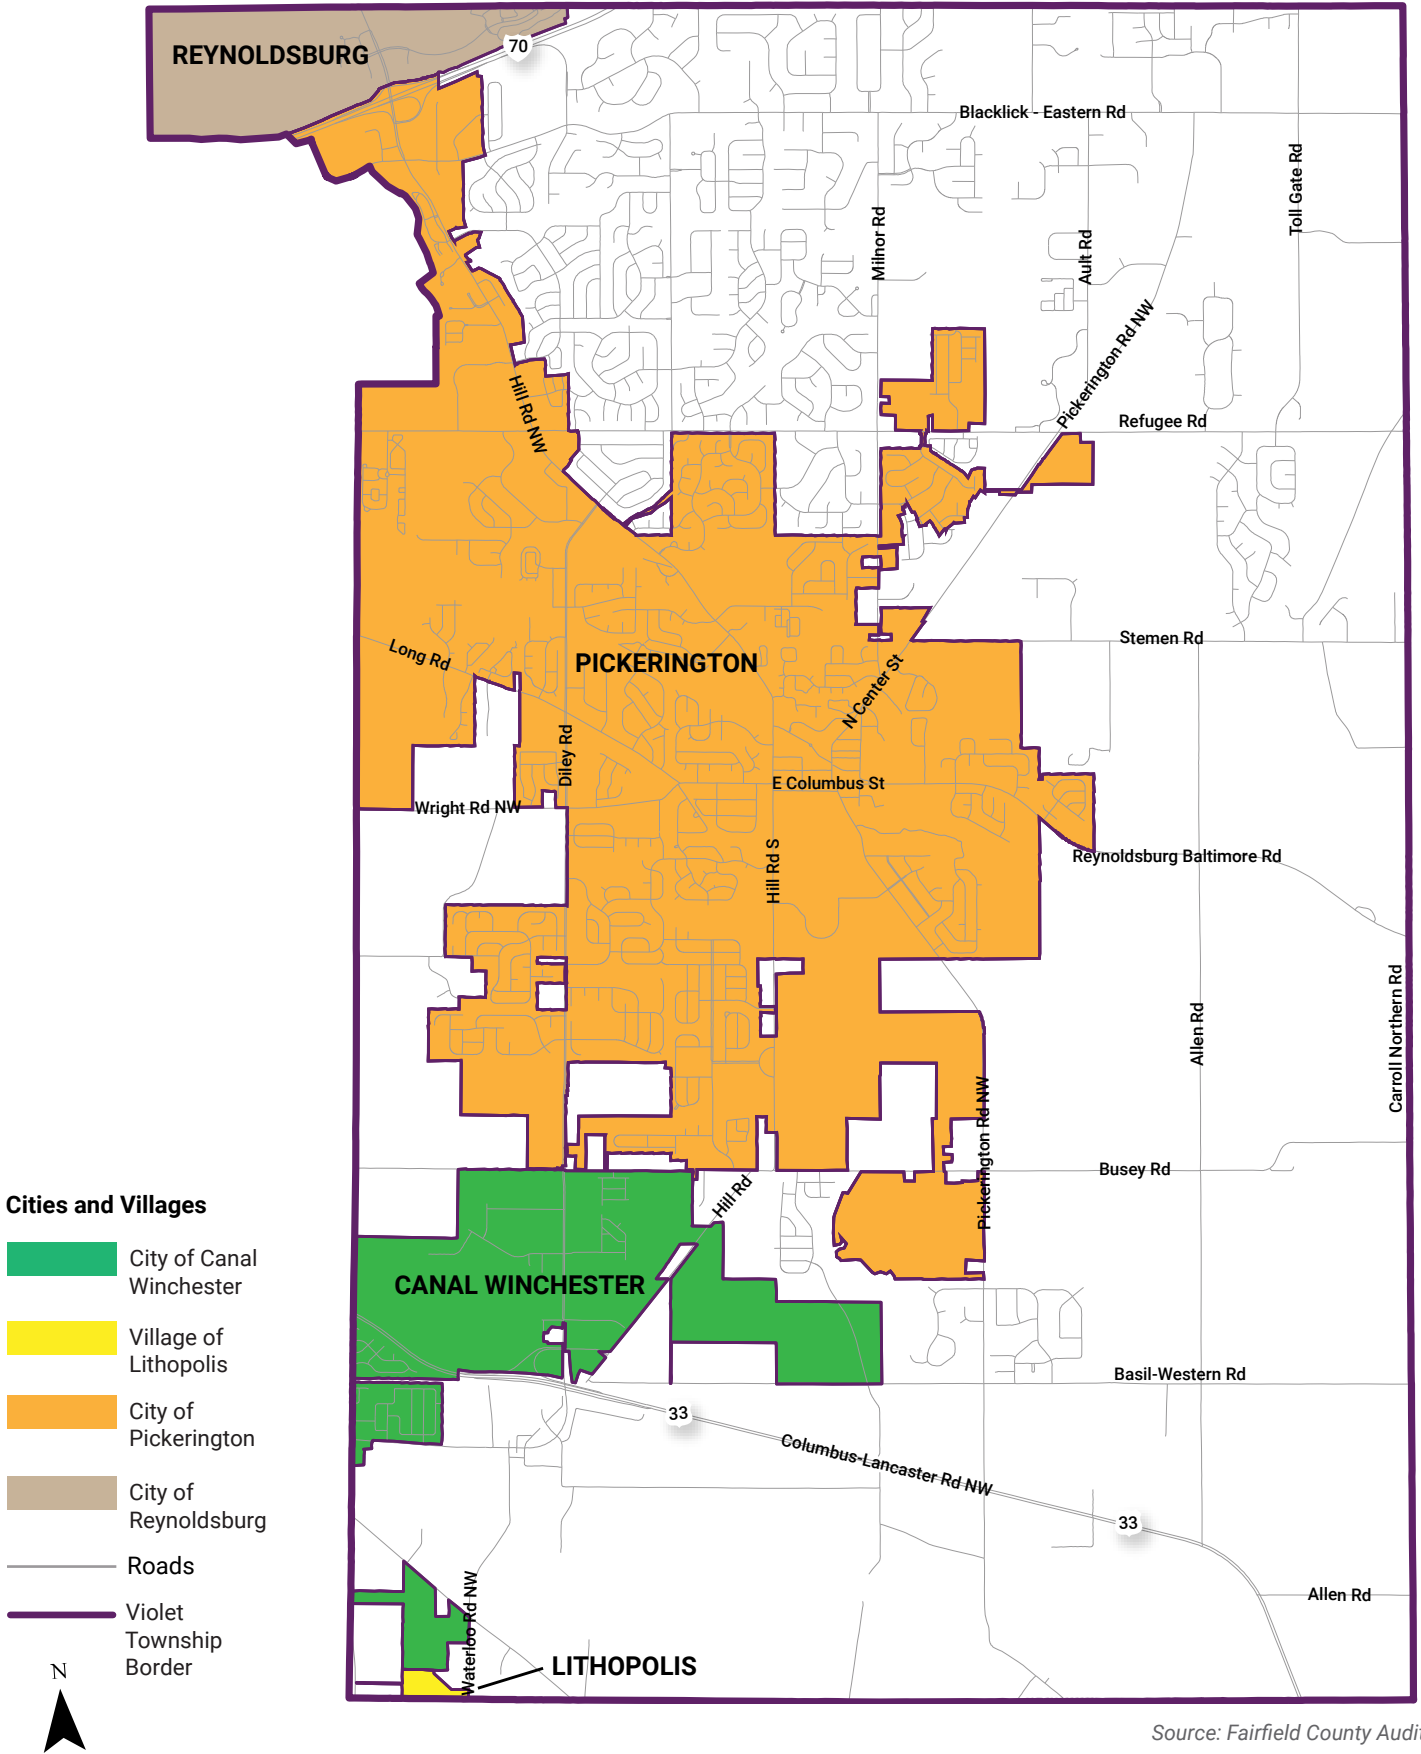 REYNOLDSBURG
70
Blacklick - Eastern Rd
Toll Gate Rd
Milnor Rd
Ault Rd
Pickerington Rd NW
Hill Rd NW
Refugee Rd
Stemen Rd
Long Rd
PICKERINGTON
N Center St
Diley Rd
E Columbus St
Wright Rd NW
Hill Rd S
Reynoldsburg Baltimore Rd
Allen Rd
Carroll Northern Rd
Pickerington Rd NW
Busey Rd
Hill Rd
CANAL WINCHESTER
Basil-Western Rd
33
Columbus-Lancaster Rd NW
33
Allen Rd
Waterloo Rd NW
LITHOPOLIS
Cities and Villages
City of Canal
Winchester
Village of
Lithopolis
City of
Pickerington
City of
Reynoldsburg
Roads
Violet
Township
Border
N
Source: Fairfield County Audit